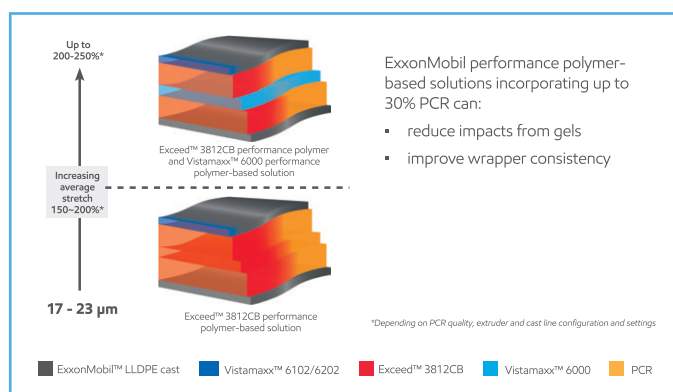 Up to
200-250%*
Increasing
average
stretch
150~200%*
17 - 23 µm
Exceed™ 3812CB performance polymer
and Vistamaxx™ 6000 performance
polymer-based solution
Exceed™ 3812CB performance
polymer-based solution
ExxonMobil performance polymer-
based solutions incorporating up to
30% PCR can:
▪ reduce impacts from gels
▪ improve wrapper consistency
*Depending on PCR quality, extruder and cast line configuration and settings
ExxonMobil™ LLDPE cast
Vistamaxx™ 6102/6202
Exceed™ 3812CB
Vistamaxx™ 6000
PCR